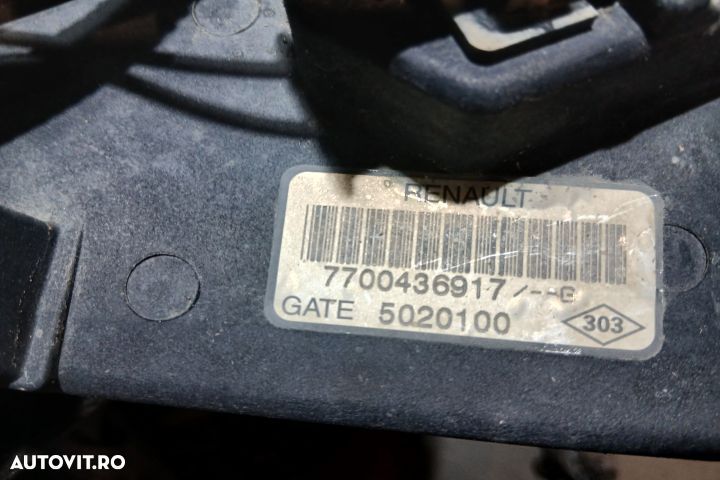 RENAULT
7700436917/--G
GATE 5020100
303
AUTOVIT.RO